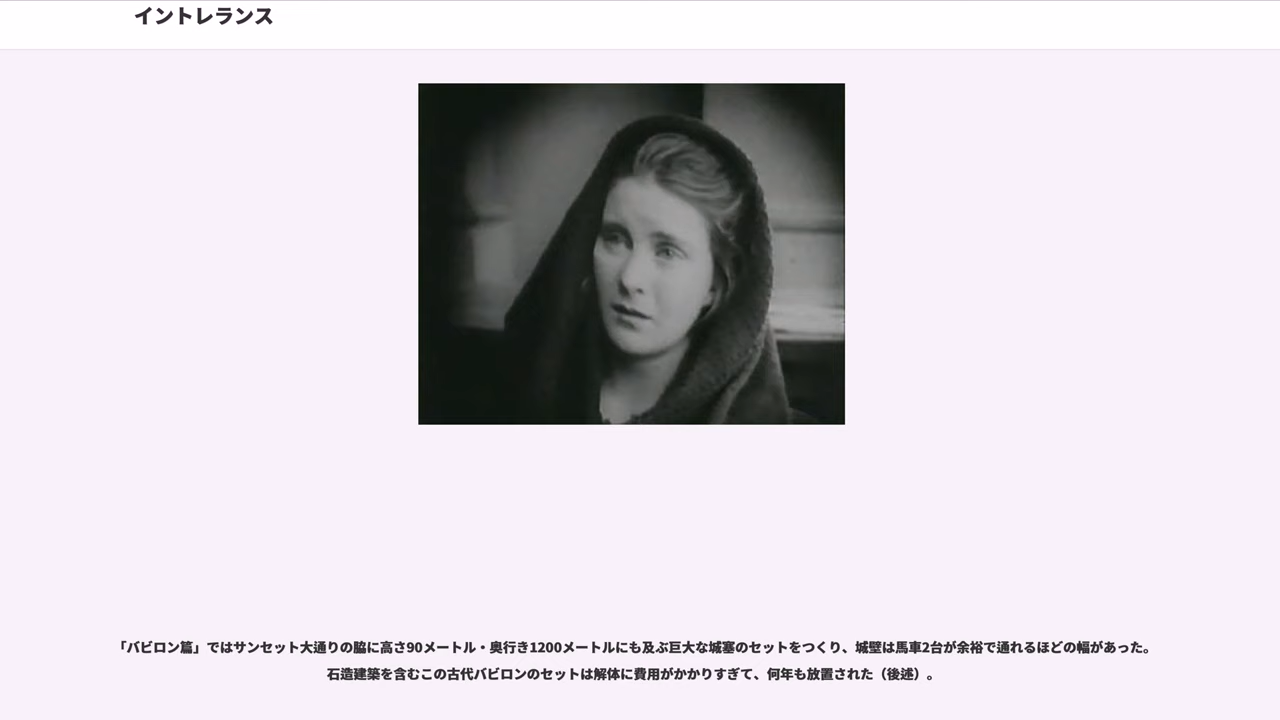 イントレランス
「バビロン篇」ではサンセット大通りの脇に高さ90メートル・奥行き1200メートルにも及ぶ巨大な城塞のセットをつくり、城壁は馬車2台が余裕で通れるほどの幅があった。
石造建築を含むこの古代バビロンのセットは解体に費用がかかりすぎて、何年も放置された（後述）。